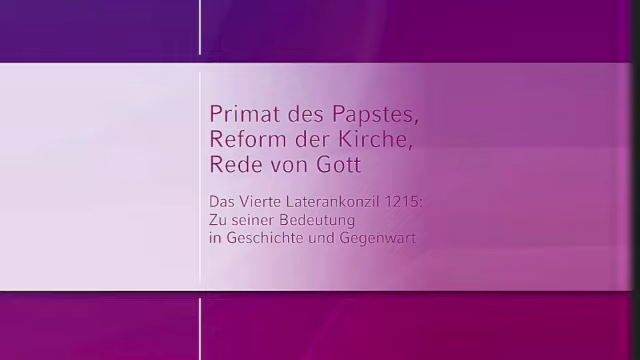 Primat des Papstes,
Reform der Kirche,
Rede von Gott
Das Vierte Laterankonzil 1215:
Zu seiner Bedeutung
in Geschichte und Gegenwart